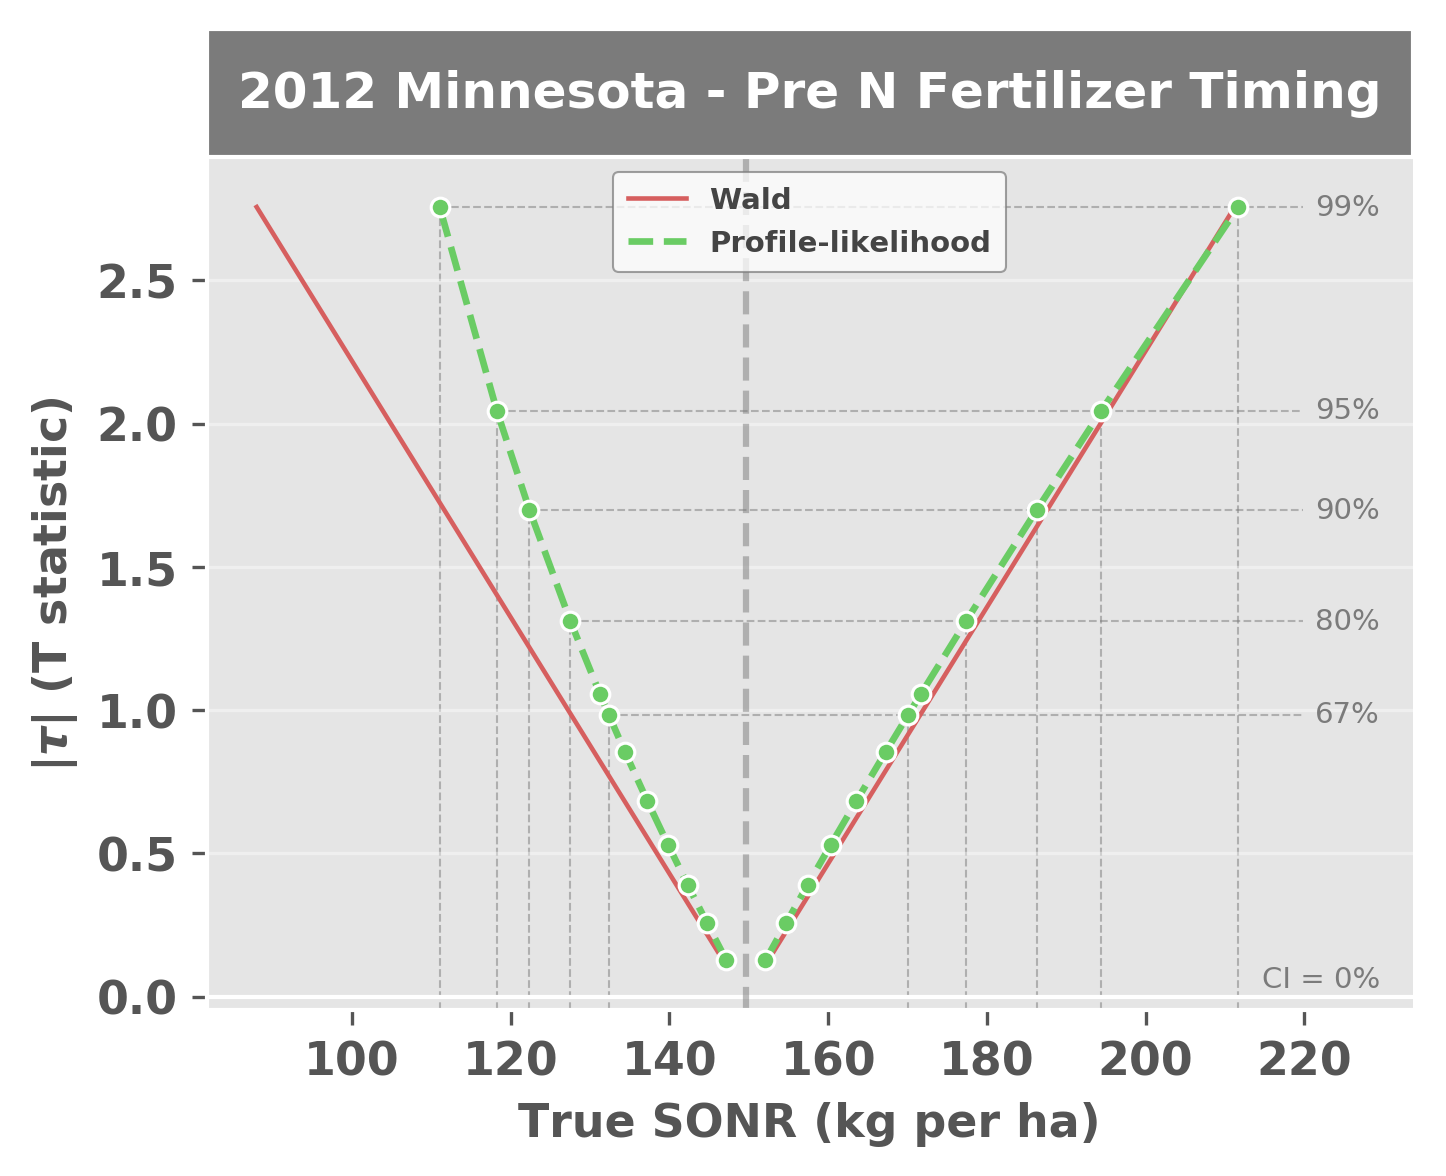 2012 Minnesota - Pre N Fertilizer Timing
Wald
Profile-likelihood
99%
95%
90%
80%
67%
CI = 0%
|τ| (T statistic)
2.5
2.0
1.5
1.0
0.5
0.0
100 120 140 160 180 200 220
True SONR (kg per ha)